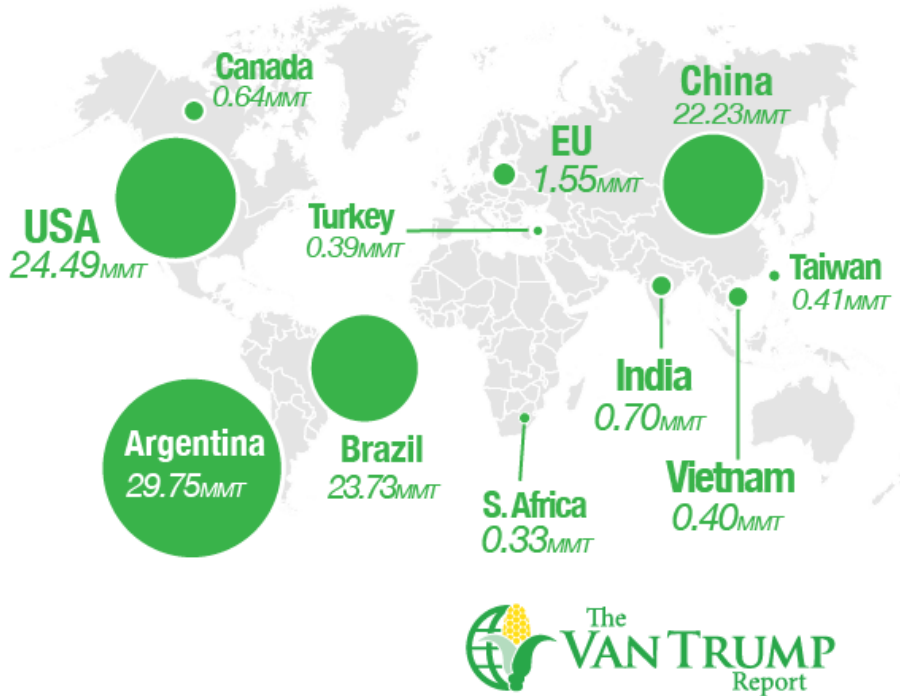 Canada
0.64MMT
China
22.23MMT
EU
1.55MMT
USA
24.49MMT
Turkey
0.39MMT
Taiwan
0.41MMT
India
0.70MMT
Argentina
29.75MMT
Brazil
23.73MMT
Vietnam
0.40MMT
S. Africa
0.33MMT
The
VAN TRUMP
Report